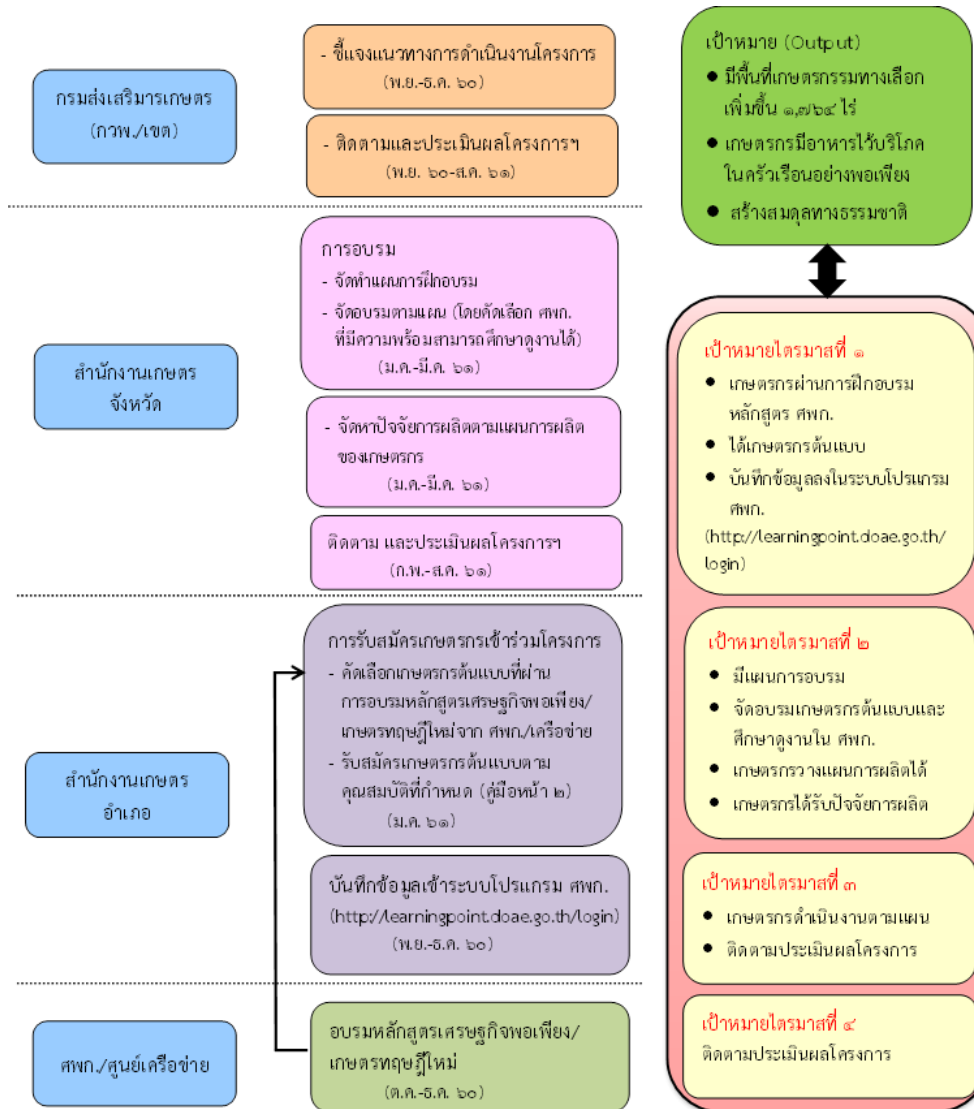 กรมส่งเสริมารเกษตร
(กวพ./เขต)
- ชี้แจงแนวทางการดำเนินงานโครงการ
(พ.ย.-ธ.ค. ๖๐)
- ติดตามและประเมินผลโครงการฯ
(พ.ย. ๖๐-ส.ค. ๖๑)
สำนักงานเกษตร
จังหวัด
การอบรม
- จัดทำแผนการฝึกอบรม
- จัดอบรมตามแผน (โดยคัดเลือก ศพก.
ที่มีความพร้อมสามารถศึกษาดูงานได้)
(ม.ค.-มี.ค. ๖๑)
- จัดหาปัจจัยการผลิตตามแผนการผลิต
ของเกษตรกร
(ม.ค.-มี.ค. ๖๑)
ติดตาม และประเมินผลโครงการฯ
(ก.พ.-ส.ค. ๖๑)
สำนักงานเกษตร
อำเภอ
การรับสมัครเกษตรกรเข้าร่วมโครงการ
- คัดเลือกเกษตรกรต้นแบบที่ผ่าน
การอบรมหลักสูตรเศรษฐกิจพอเพียง/
เกษตรทฤษฎีใหม่จาก ศพก./เครือข่าย
- รับสมัครเกษตรกรต้นแบบตาม
คุณสมบัติที่กำหนด (คู่มือหน้า ๒)
(ม.ค. ๖๑)
บันทึกข้อมูลเข้าระบบโปรแกรม ศพก.
(http://learningpoint.doae.go.th/login)
(พ.ย.-ธ.ค. ๖๐)
ศพก./ศูนย์เครือข่าย
อบรมหลักสูตรเศรษฐกิจพอเพียง/
เกษตรทฤษฎีใหม่
(ต.ค.-ธ.ค. ๖๐)
เป้าหมาย (Output)
● มีพื้นที่เกษตรกรรมทางเลือก
เพิ่มขึ้น ๑,๗๖๔ ไร่
● เกษตรกรมีอาหารไว้บริโภค
ในครัวเรือนอย่างพอเพียง
● สร้างสมดุลทางธรรมชาติ
เป้าหมายไตรมาสที่ ๑
● เกษตรกรผ่านการฝึกอบรม
หลักสูตร ศพก.
● ได้เกษตรกรต้นแบบ
● บันทึกข้อมูลลงในระบบโปรแกรม
ศพก.
(http://learningpoint.doae.go.th/
login)
เป้าหมายไตรมาสที่ ๒
● มีแผนการอบรม
● จัดอบรมเกษตรกรต้นแบบและ
ศึกษาดูงานใน ศพก.
● เกษตรกรวางแผนการผลิตได้
● เกษตรกรได้รับปัจจัยการผลิต
เป้าหมายไตรมาสที่ ๓
● เกษตรกรดำเนินงานตามแผน
● ติดตามประเมินผลโครงการ
เป้าหมายไตรมาสที่ ๔
ติดตามประเมินผลโครงการ